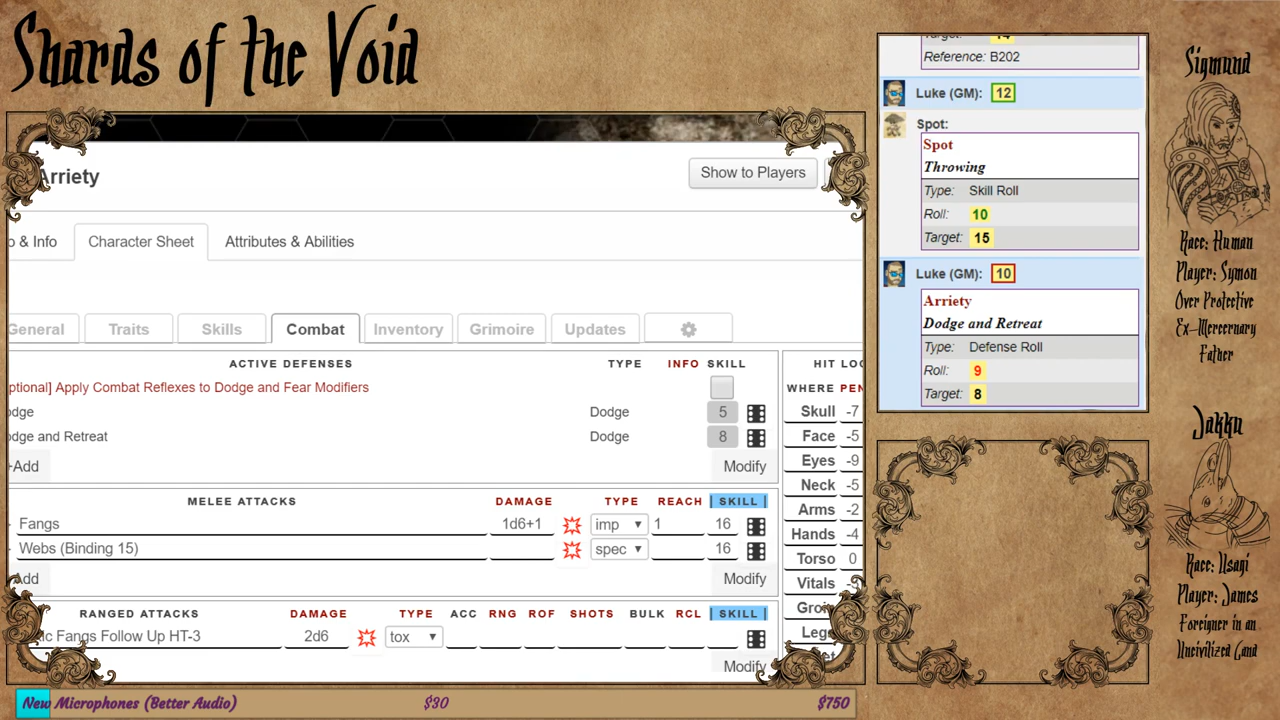 Shards of the Void
Arriety
Show to Players
o & Info
Character Sheet
Attributes & Abilities
General
Traits
Skills
Combat
Inventory
Grimoire
Updates
ACTIVE DEFENSES TYPE INFO SKILL
ptional] Apply Combat Reflexes to Dodge and Fear Modifiers
odge Dodge 5
odge and Retreat Dodge 8
+Add Modify
MELEE ATTACKS DAMAGE TYPE REACH | SKILL |
Fangs 1d6+1 imp 1 16
Webs (Binding 15) spec 16
Add Modify
RANGED ATTACKS DAMAGE TYPE ACC RNG ROF SHOTS BULK RCL | SKILL |
ic Fangs Follow Up HT-3 2d6 tox
Modify
HIT LOC
WHERE PEN
Skull -7
Face -5
Eyes -9
Neck -5
Arms -2
Hands -4
Torso 0
Vitals
Groi
Legs
Reference: B202
Luke (GM): 12
Spot:
Spot
Throwing
Type: Skill Roll
Roll: 10
Target: 15
Luke (GM): 10
Arriety
Dodge and Retreat
Type: Defense Roll
Roll: 9
Target: 8
Sigmund
Race: Human
Player: Symon
Over Protective
Ex-Mercernary
Father
Jakku
Race: Usagi
Player: James
Foreigner in an
Uncivilized Land
New Microphones (Better Audio) $30 $750